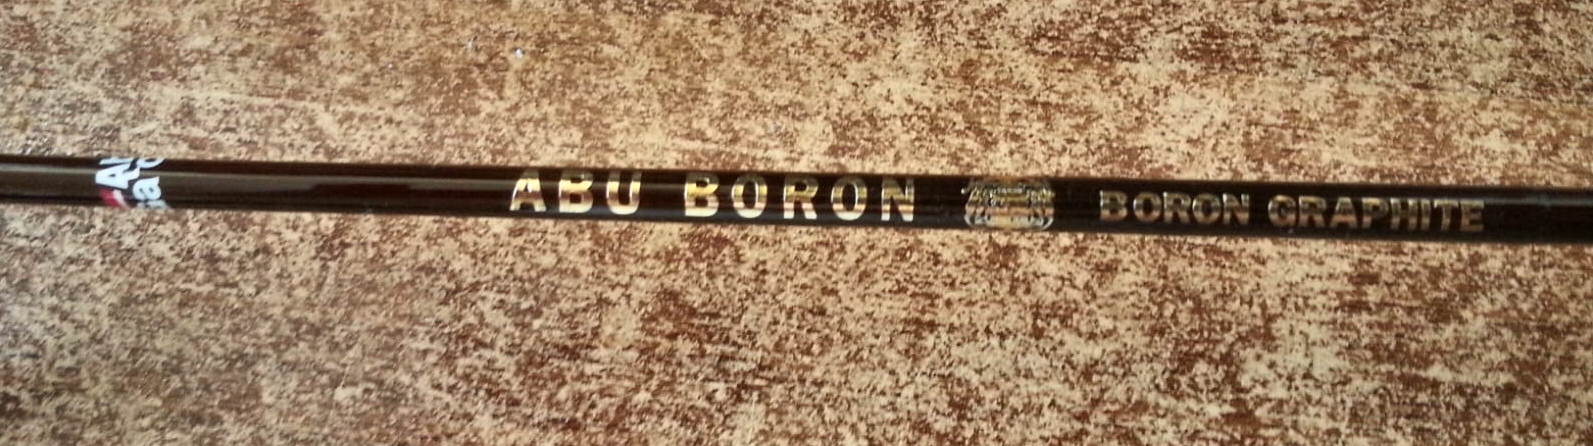 ABU BORON BORON GRAPHITE